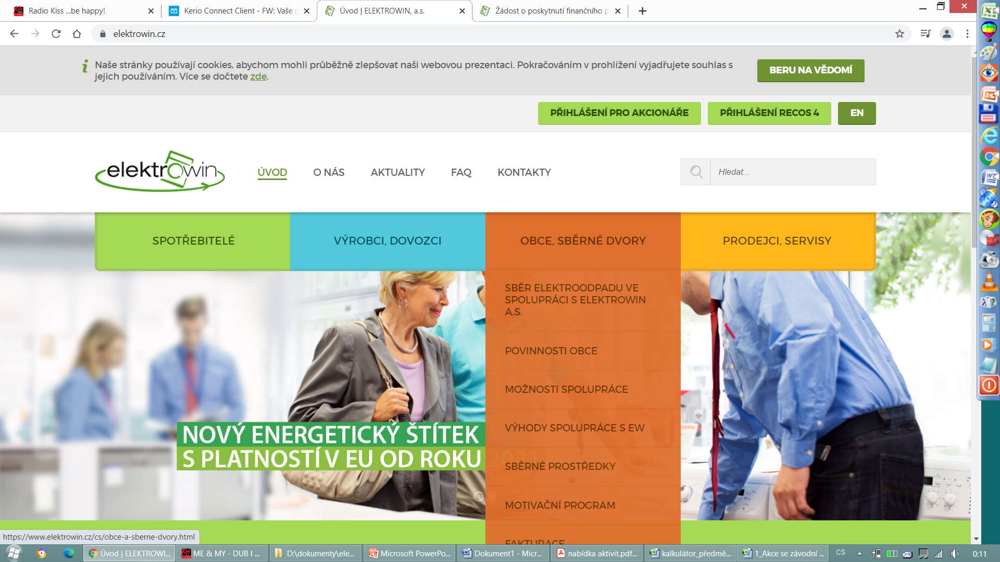 Radio Kiss ...be happy!
Kerio Connect Client - FW: Vaše
Úvod | ELEKTROWIN, a.s.
Žádost o poskytnutí finančního p
elektrowin.cz
Naše stránky používají cookies, abychom mohli průběžně zlepšovat naši webovou prezentaci. Pokračováním v prohlížení vyjadřujete souhlas s
jejich používáním. Více se dočtete zde.
BERU NA VĚDOMÍ
PŘIHLÁŠENÍ PRO AKCIONÁŘE
PŘIHLÁŠENÍ RECOS 4
EN
elektrowin
ÚVOD
O NÁS
AKTUALITY
FAQ
KONTAKTY
Hledat...
SPOTŘEBITELÉ
VÝROBCI, DOVOZCI
OBCE, SBĚRNÉ DVORY
PRODEJCI, SERVISY
SBĚR ELEKTROODPADU VE
SPOLUPRÁCI S ELEKTROWIN
A.S.
POVINNOSTI OBCE
MOŽNOSTI SPOLUPRÁCE
VÝHODY SPOLUPRÁCE S EW
SBĚRNÉ PROSTŘEDKY
MOTIVAČNÍ PROGRAM
FAKTURACE
NOVÝ ENERGETICKÝ ŠTÍTEK
S PLATNOSTÍ V EU OD ROKU 2021
https://www.elektrowin.cz/cs/obce-a-sberne-dvory.html
Úvod | ELEKTROWI...
ME & MY - DUB I ...
D:\dokumenty\ele...
Microsoft PowerPo...
Dokument1 - Micr...
nabídka aktivit.pdf...
kalkulátor_předmě...
1_Akce se závodní ...
CS
0:11